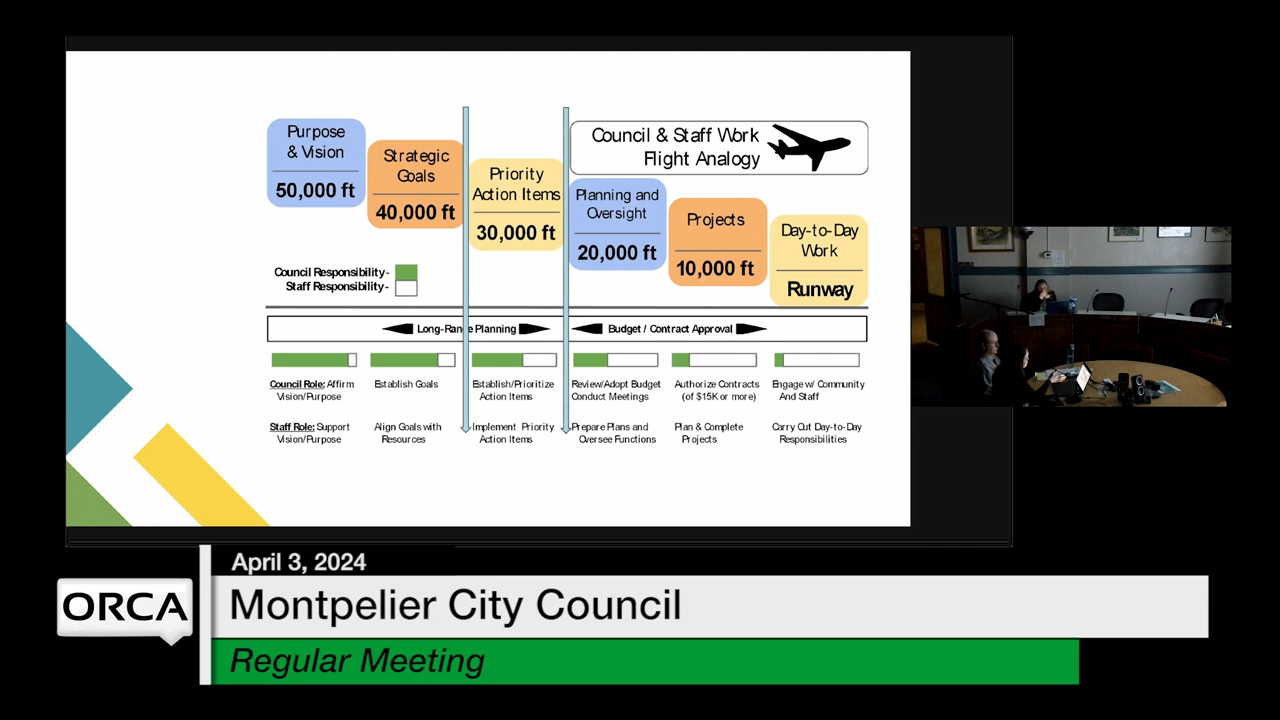 Council & Staff Work
Flight Analogy
Purpose
& Vision
50,000 ft
Strategic
Goals
40,000 ft
Priority
Action Items
30,000 ft
Planning and
Oversight
20,000 ft
Projects
10,000 ft
Day-to-Day
Work
Runway
Council Responsibility-
Staff Responsibility-
Long-Range Planning
Budget / Contract Approval
Council Role: Affirm
Vision/Purpose
Establish Goals
Establish/Prioritize
Action Items
Review/Adopt Budget
Conduct Meetings
Authorize Contracts
(of $15K or more)
Engage w/ Community
And Staff
Staff Role: Support
Vision/Purpose
Align Goals with
Resources
Implement Priority
Action Items
Prepare Plans and
Oversee Functions
Plan & Complete
Projects
Carry Out Day-to-Day
Responsibilities
April 3, 2024
ORCA
Montpelier City Council
Regular Meeting